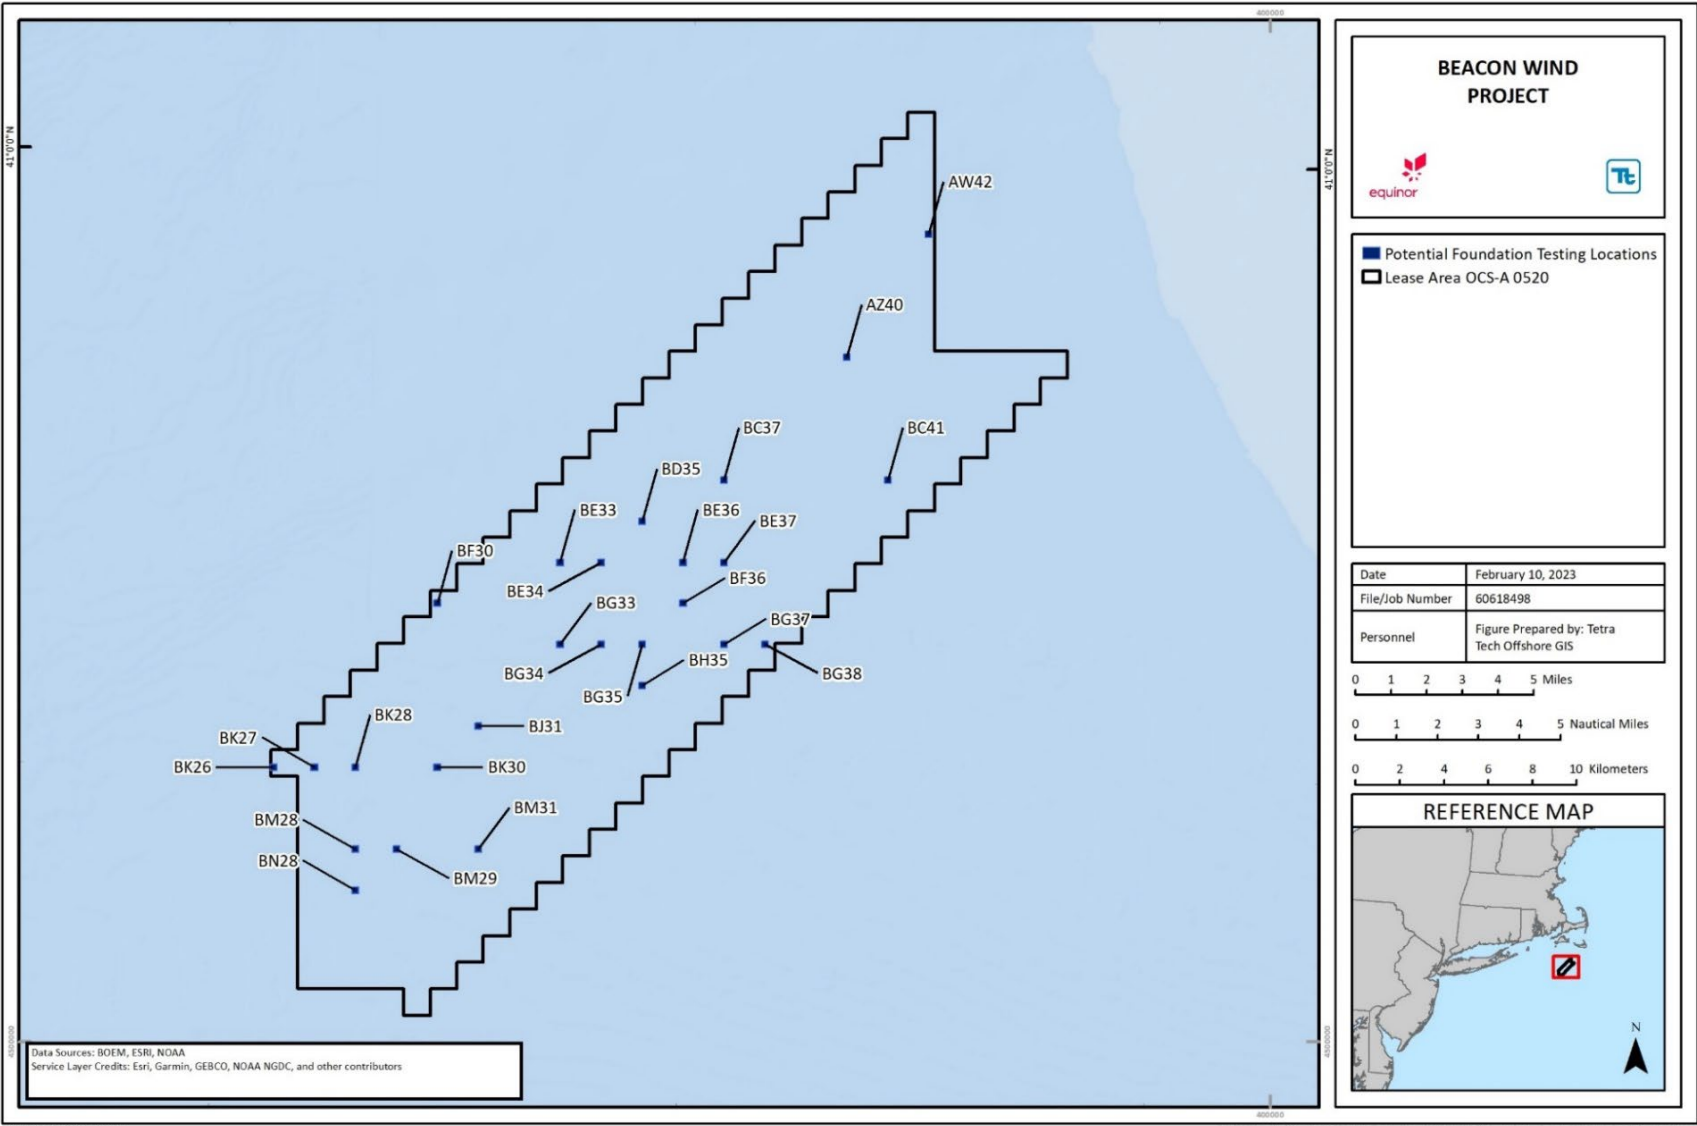 400000
41°0'0"N
41°0'0"N
AW42
AZ40
BC37
BC41
BD35
BE33
BE36
BE37
BF30
BE34
BF36
BG33
BG37
BG34
BH35
BG38
BG35
BK28
BJ31
BK27
BK26
BK30
BM31
BM28
BN28
BM29
4500000
4500000
400000
Data Sources: BOEM, ESRI, NOAA
Service Layer Credits: Esri, Garmin, GEBCO, NOAA NGDC, and other contributors
BEACON WIND
PROJECT
equinor
Tt
Potential Foundation Testing Locations
Lease Area OCS-A 0520
Date February 10, 2023
File/Job Number 60618498
Personnel Figure Prepared by: Tetra
Tech Offshore GIS
0 1 2 3 4 5 Miles
0 1 2 3 4 5 Nautical Miles
0 2 4 6 8 10 Kilometers
REFERENCE MAP
N